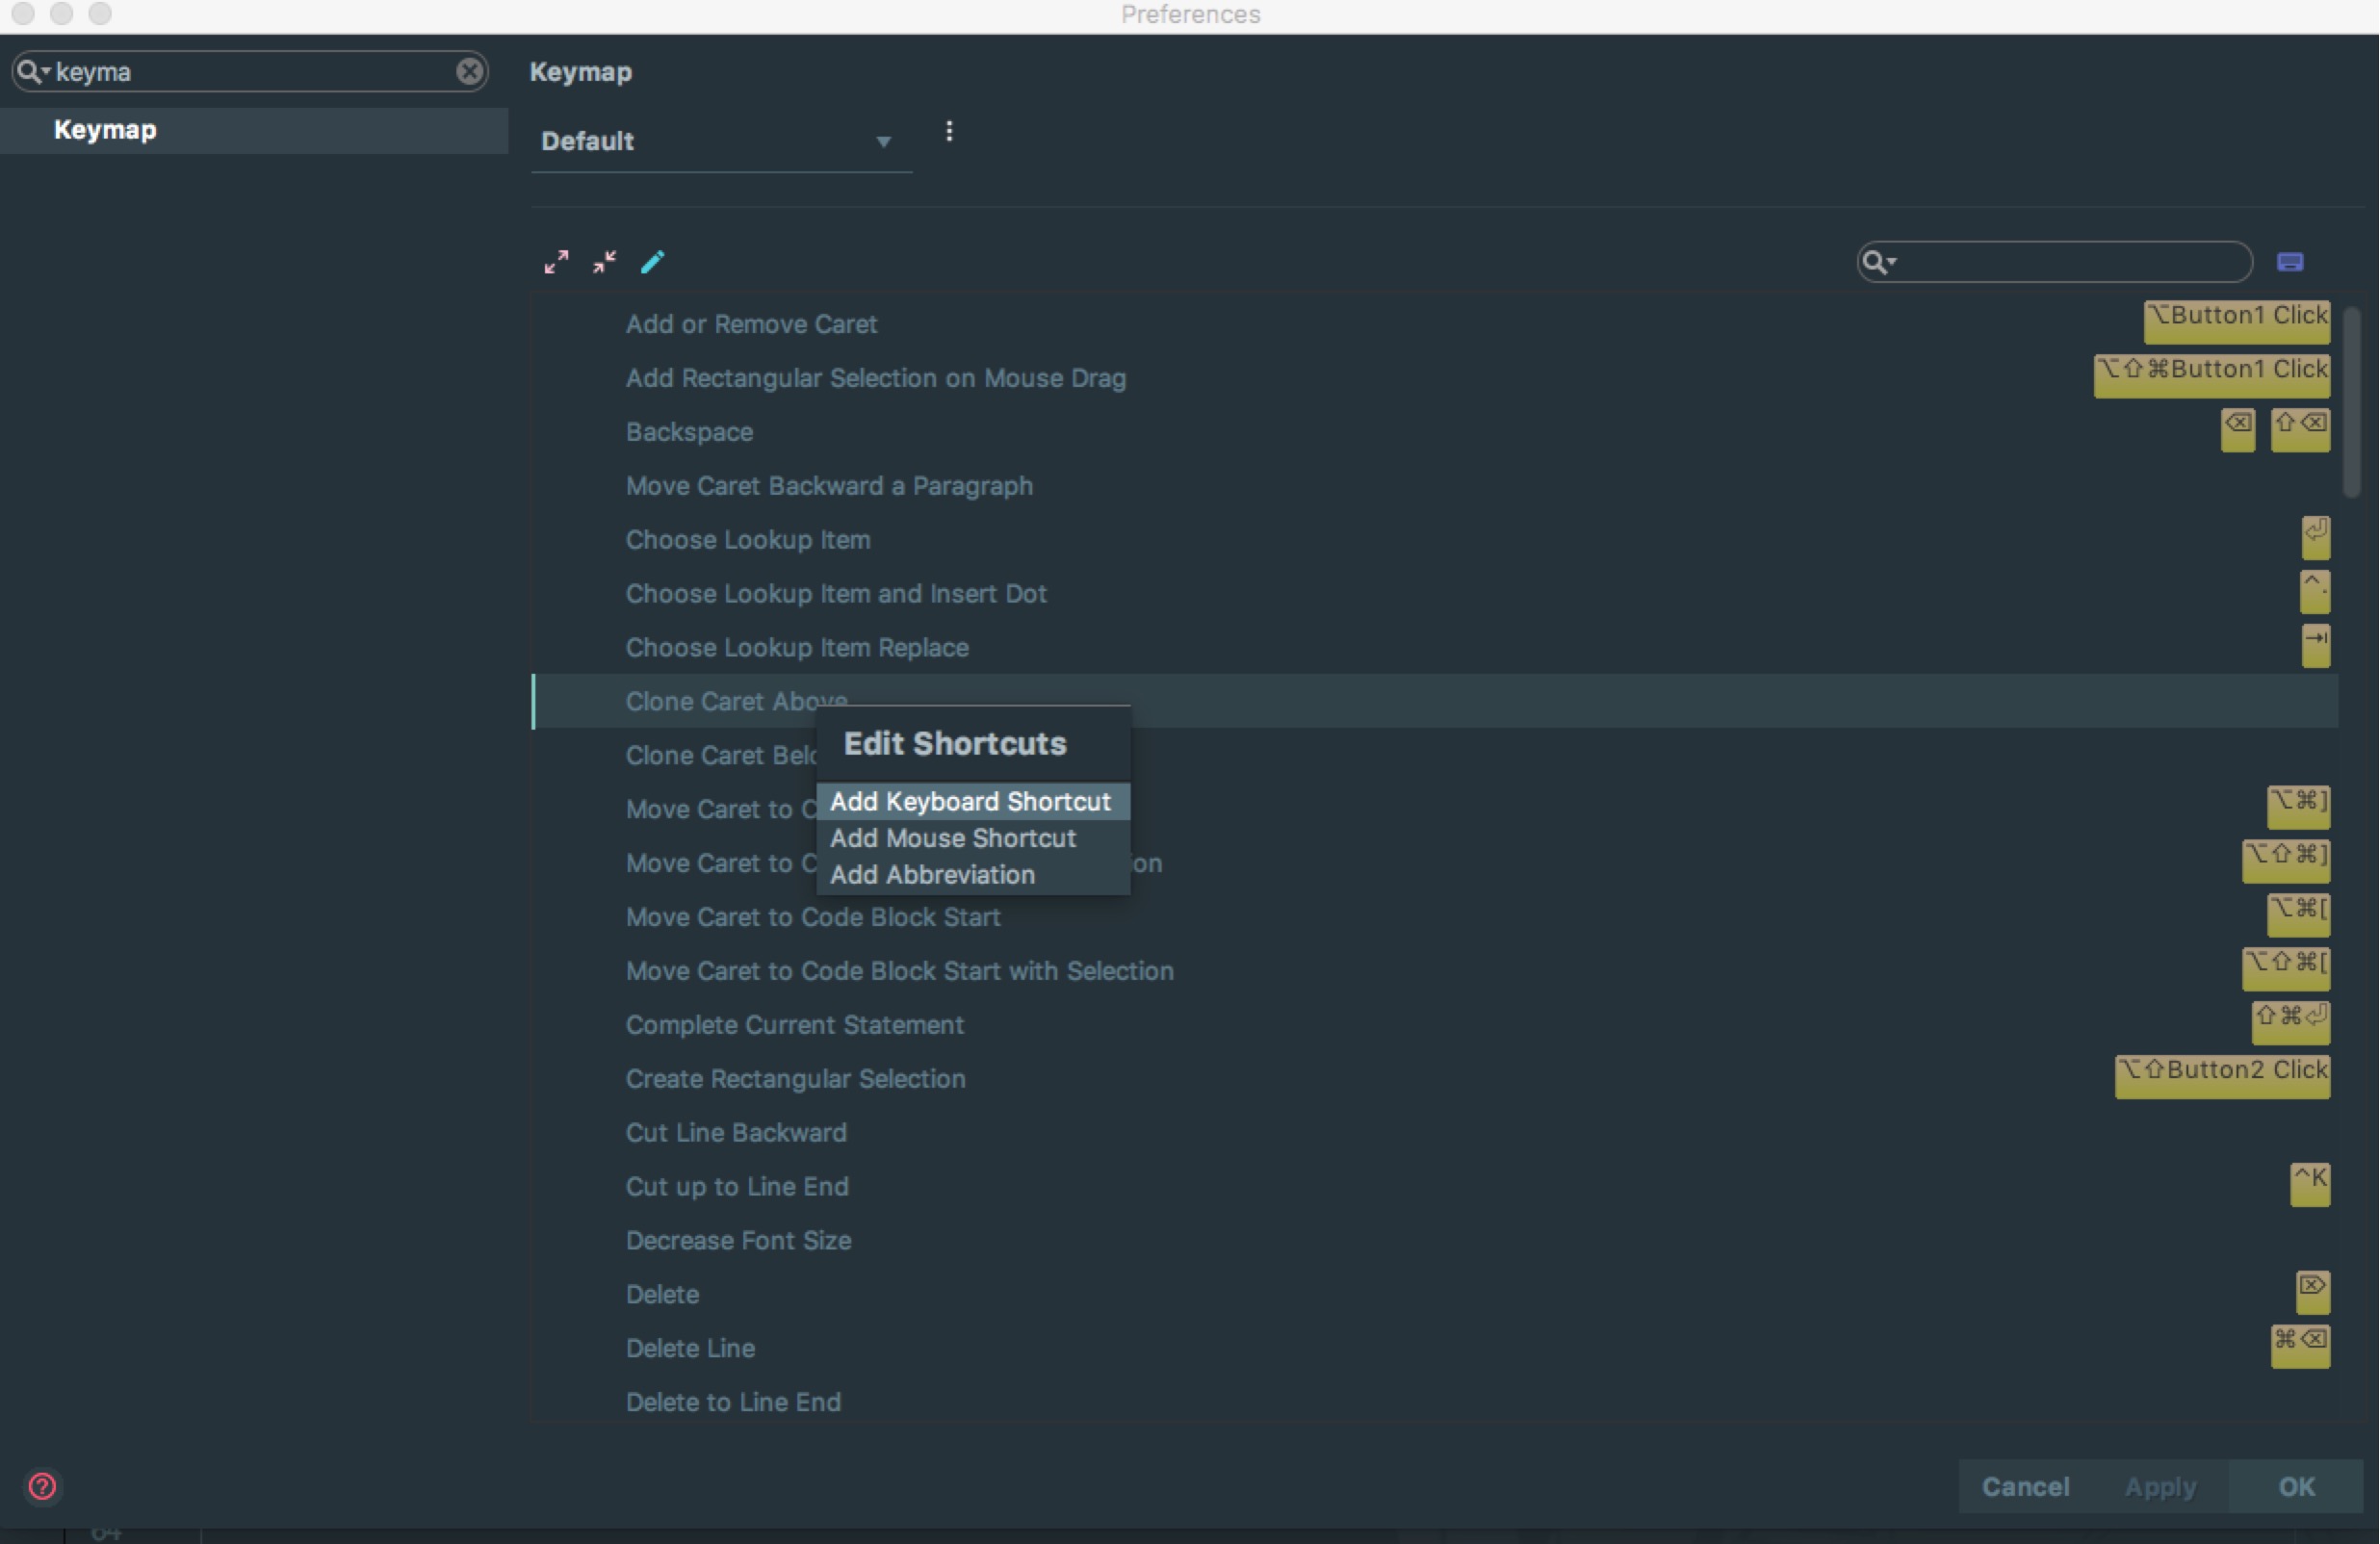 Preferences
keyma
Keymap
Keymap
Default
Add or Remove Caret ⌥Button1 Click
Add Rectangular Selection on Mouse Drag ⌥⇧⌘Button1 Click
Backspace ⌫ ⇧⌫
Move Caret Backward a Paragraph
Choose Lookup Item ⏎
Choose Lookup Item and Insert Dot ^.
Choose Lookup Item Replace ⇥
Clone Caret Above
Edit Shortcuts
Clone Caret
Add Keyboard Shortcut
Move Caret to ⌥⌘]
Add Mouse Shortcut
Move Caret to ⌥⇧⌘]
Add Abbreviation
Move Caret to Code Block Start ⌥⌘[
Move Caret to Code Block Start with Selection ⌥⇧⌘[
Complete Current Statement ⇧⌘⏎
Create Rectangular Selection ⌥⇧Button2 Click
Cut Line Backward
Cut up to Line End ^K
Decrease Font Size
Delete ⌦
Delete Line ⌘⌫
Delete to Line End
? Cancel Apply OK